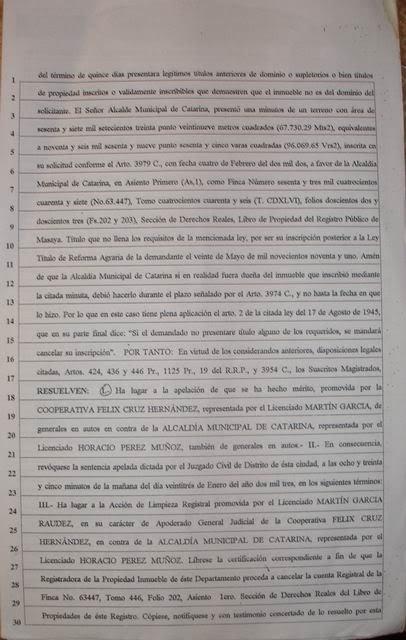 del término de quince días presentara legítimos títulos anteriores de dominio o supletorios o bien títulos
1
de propiedad inscritos o validamente inscribibles que demuestren que el inmueble no es del dominio del
2
solicitante. El Señor Alcalde Municipal de Catarina, presentó una minutos de un terreno con área de
3
sesenta y siete mil setecientos treinta punto veintinueve metros cuadrados (67.730.29 Mts2), equivalentes
4
a noventa y seis mil sesenta y nueve punto sesenta y cinco varas cuadradas (96.069.65 Vrs2), inscrita en
5
su solicitud conforme el Arto. 3979 C., con fecha cuatro de Febrero del dos mil dos, a favor de la Alcaldía
6
Municipal de Catarina, en Asiento Primero (As,1), como Finca Número sesenta y tres mil cuatrocientos
7
cuarenta y siete (No.63,447), Tomo cuatrocientos cuarenta y seis (T. CDXLVI), folios doscientos dos y
8
doscientos tres (Fs.202 y 203), Sección de Derechos Reales, Libro de Propiedad del Registro Público de
9
Masaya. Título que no llena los requisitos de la mencionada ley, por ser su inscripción posterior a la Ley
10
Título de Reforma Agraria de la demandante el veinte de Mayo de mil novecientos noventa y uno. Amén
11
de que la Alcaldía Municipal de Catarina si en realidad fuera dueña del inmueble que inscribió mediante
12
la citada minuta, debió hacerlo durante el plazo señalado por el Arto. 3974 C., y no hasta la fecha en que
13
lo hizo. Por lo que en este caso tiene plena aplicación el arto. 2 de la citada ley del 17 de Agosto de 1945,
14
que en su parte final dice: "Si el demandado no presentare título alguno de los requeridos, se mandará
15
cancelar su inscripción". POR TANTO: En virtud de los considerandos anteriores, disposiciones legales
16
citadas, Artos. 424, 436 y 446 Pr., 1125 Pr., 19 del R.R.P., y 3954 C., los Suscritos Magistrados,
17
RESUELVEN: I.- Ha lugar a la apelación de que se ha hecho mérito, promovida por la
18
COOPERATIVA FELIX CRUZ HERNÁNDEZ, representada por el Licenciado MARTÍN GARCIA, de
19
generales en autos en contra de la ALCALDÍA MUNICIPAL DE CATARINA, representada por el
20
Licenciado HORACIO PEREZ MUÑOZ, también de generales en autos.- II.- En consecuencia,
21
revóquese la sentencia apelada dictada por el Juzgado Civil de Distrito de ésta ciudad, a las ocho y treinta
22
y cinco minutos de la mañana del día veintitrés de Enero del año dos mil tres, en los siguientes términos:
23
III.- Ha lugar a la Acción de Limpieza Registral promovida por el Licenciado MARTÍN GARCIA
24
RAUDEZ, en su carácter de Apoderado General Judicial de la Cooperativa FELIX CRUZ
25
HERNÁNDEZ, en contra de la ALCALDÍA MUNICIPAL DE CATARINA, representada por el
26
Licenciado HORACIO PEREZ MUÑOZ. Líbrese la certificación correspondiente a fin de que la
27
Registradora de la Propiedad Inmueble de éste Departamento proceda a cancelar la cuenta Registral de la
28
Finca No. 63447, Tomo 446, Folio 202, Asiento 1ero. Sección de Derechos Reales del Libro de
29
Propiedades de éste Registro. Cópiese, notifíquese y con testimonio concertado de lo resuelto por esta
30